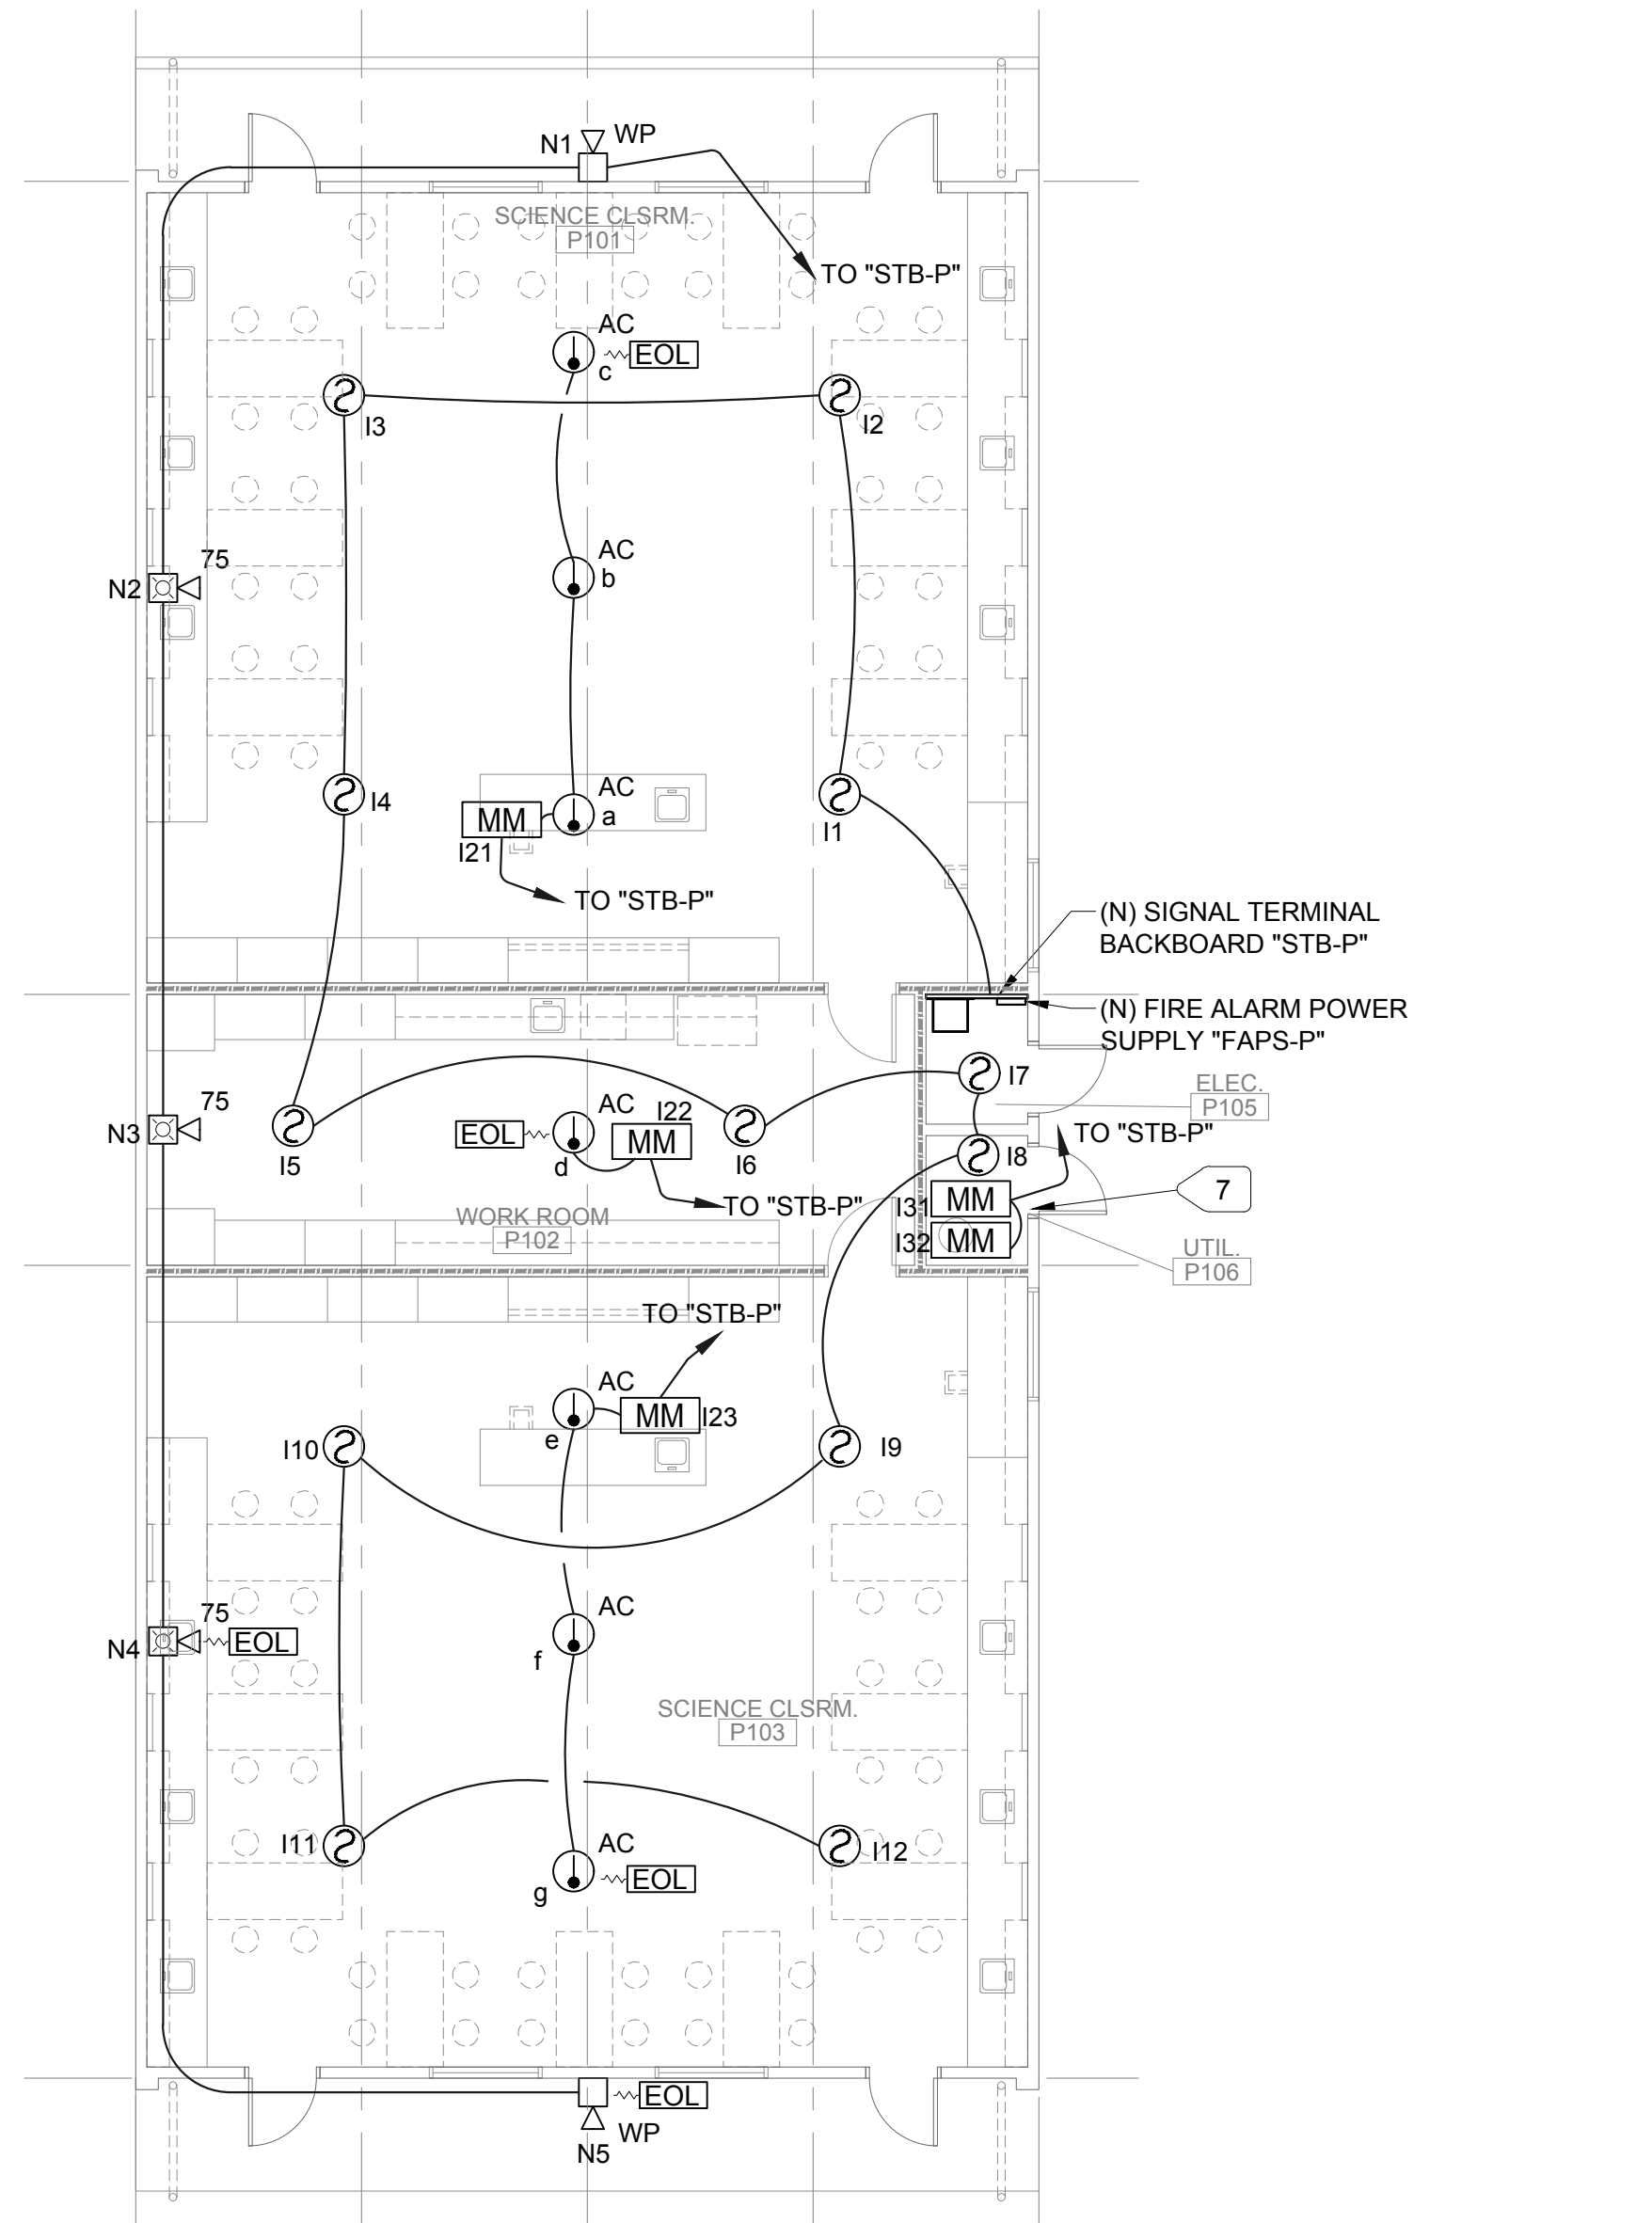 N1
WP
SCIENCE CLSRM.
P101
TO "STB-P"
AC
EOL
c
I3
I2
AC
b
75
N2
AC
a
MM
I21
I4
I1
TO "STB-P"
(N) SIGNAL TERMINAL
BACKBOARD "STB-P"
(N) FIRE ALARM POWER
SUPPLY "FAPS-P"
I7
ELEC.
P105
75
N3
AC
I22
EOL
MM
d
I5
I6
TO "STB-P"
I8
TO "STB-P"
I31
MM
7
I32
MM
WORK ROOM
P102
UTIL.
P106
TO "STB-P"
AC
MM
I23
e
I10
I9
75
N4
EOL
AC
f
SCIENCE CLSRM.
P103
I11
AC
I12
g
EOL
EOL
WP
N5